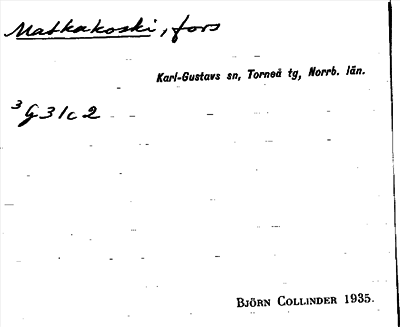 Matkakoski, fors
Karl-Gustavs sn, Torneå tg, Norrb. län.
³G31c2
BJÖRN COLLINDER 1935.